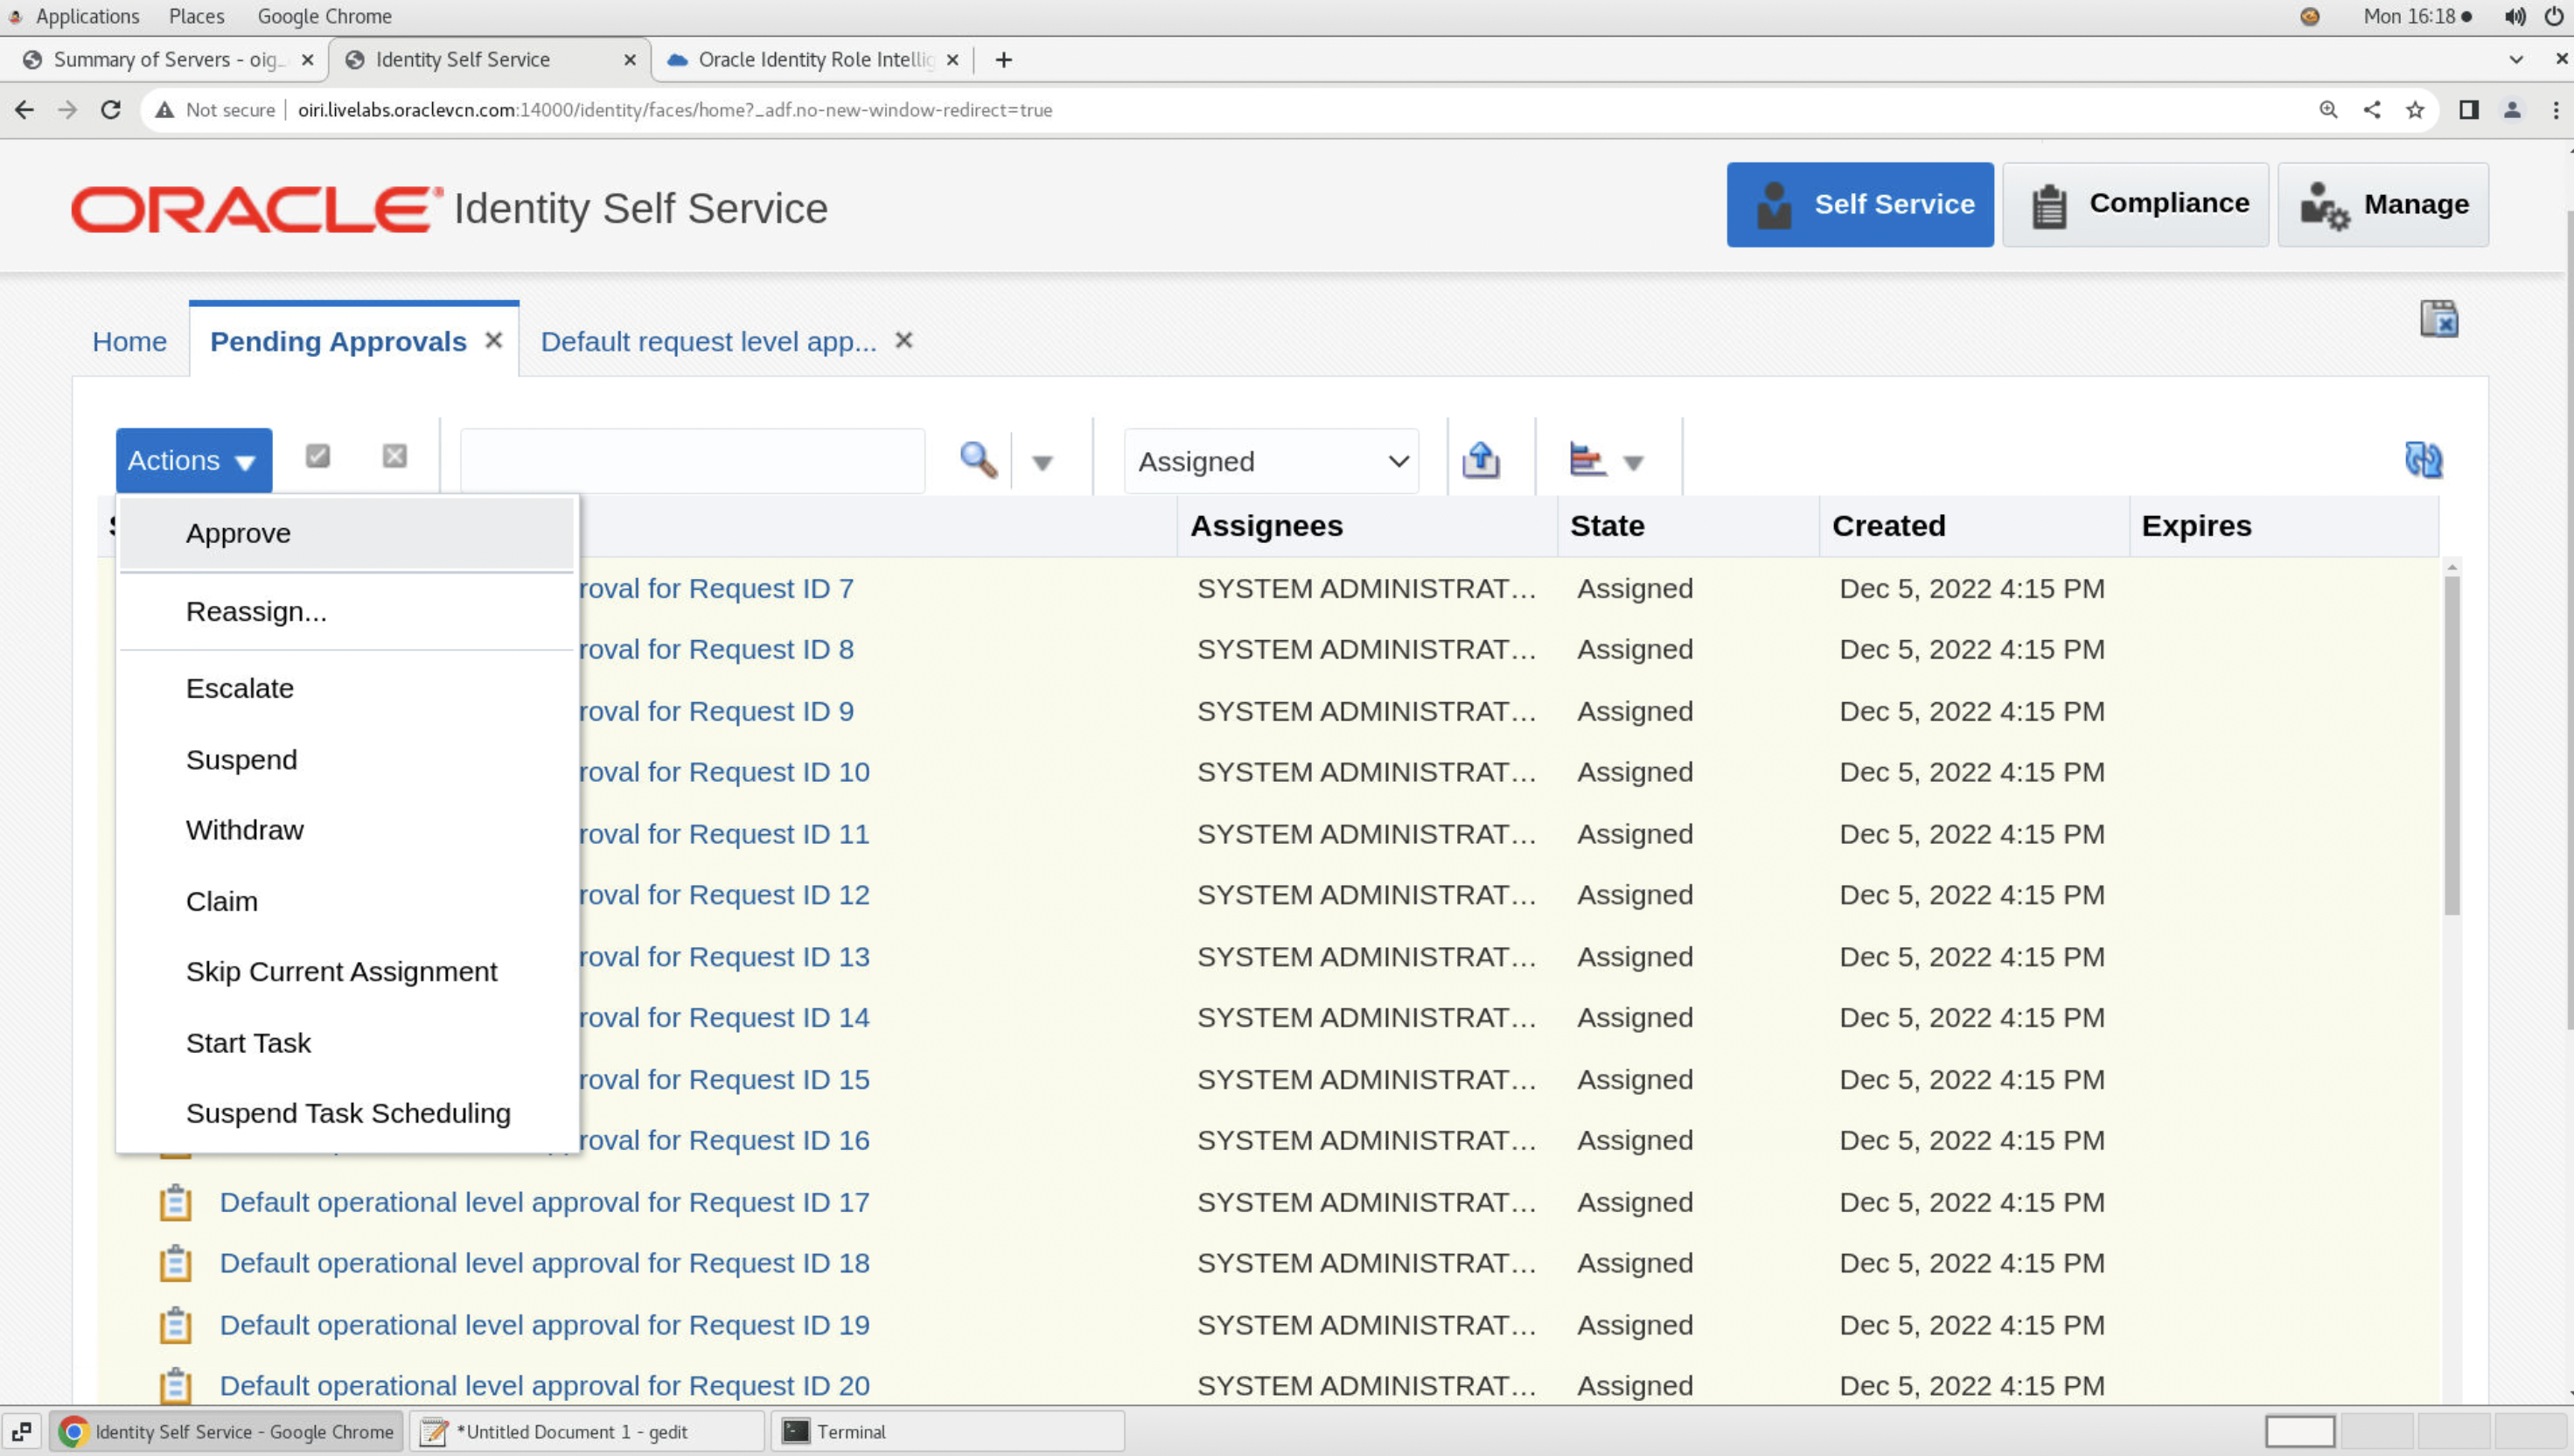 Applications Places Google Chrome Mon 16:18
Summary of Servers - oig_ Identity Self Service Oracle Identity Role Intellig
Not secure oiri.livelabs.oraclevcn.com:14000/identity/faces/home?_adf.no-new-window-redirect=true
ORACLE® Identity Self Service Self Service Compliance Manage
Home Pending Approvals Default request level app...
Actions Assigned
Assignees State Created Expires
Approve
Reassign...
Escalate
Suspend
Withdraw
Claim
Skip Current Assignment
Start Task
Suspend Task Scheduling
roval for Request ID 7 SYSTEM ADMINISTRAT... Assigned Dec 5, 2022 4:15 PM
roval for Request ID 8 SYSTEM ADMINISTRAT... Assigned Dec 5, 2022 4:15 PM
roval for Request ID 9 SYSTEM ADMINISTRAT... Assigned Dec 5, 2022 4:15 PM
roval for Request ID 10 SYSTEM ADMINISTRAT... Assigned Dec 5, 2022 4:15 PM
roval for Request ID 11 SYSTEM ADMINISTRAT... Assigned Dec 5, 2022 4:15 PM
roval for Request ID 12 SYSTEM ADMINISTRAT... Assigned Dec 5, 2022 4:15 PM
roval for Request ID 13 SYSTEM ADMINISTRAT... Assigned Dec 5, 2022 4:15 PM
roval for Request ID 14 SYSTEM ADMINISTRAT... Assigned Dec 5, 2022 4:15 PM
roval for Request ID 15 SYSTEM ADMINISTRAT... Assigned Dec 5, 2022 4:15 PM
roval for Request ID 16 SYSTEM ADMINISTRAT... Assigned Dec 5, 2022 4:15 PM
Default operational level approval for Request ID 17 SYSTEM ADMINISTRAT... Assigned Dec 5, 2022 4:15 PM
Default operational level approval for Request ID 18 SYSTEM ADMINISTRAT... Assigned Dec 5, 2022 4:15 PM
Default operational level approval for Request ID 19 SYSTEM ADMINISTRAT... Assigned Dec 5, 2022 4:15 PM
Default operational level approval for Request ID 20 SYSTEM ADMINISTRAT... Assigned Dec 5, 2022 4:15 PM
Identity Self Service - Google Chrome *Untitled Document 1 - gedit Terminal